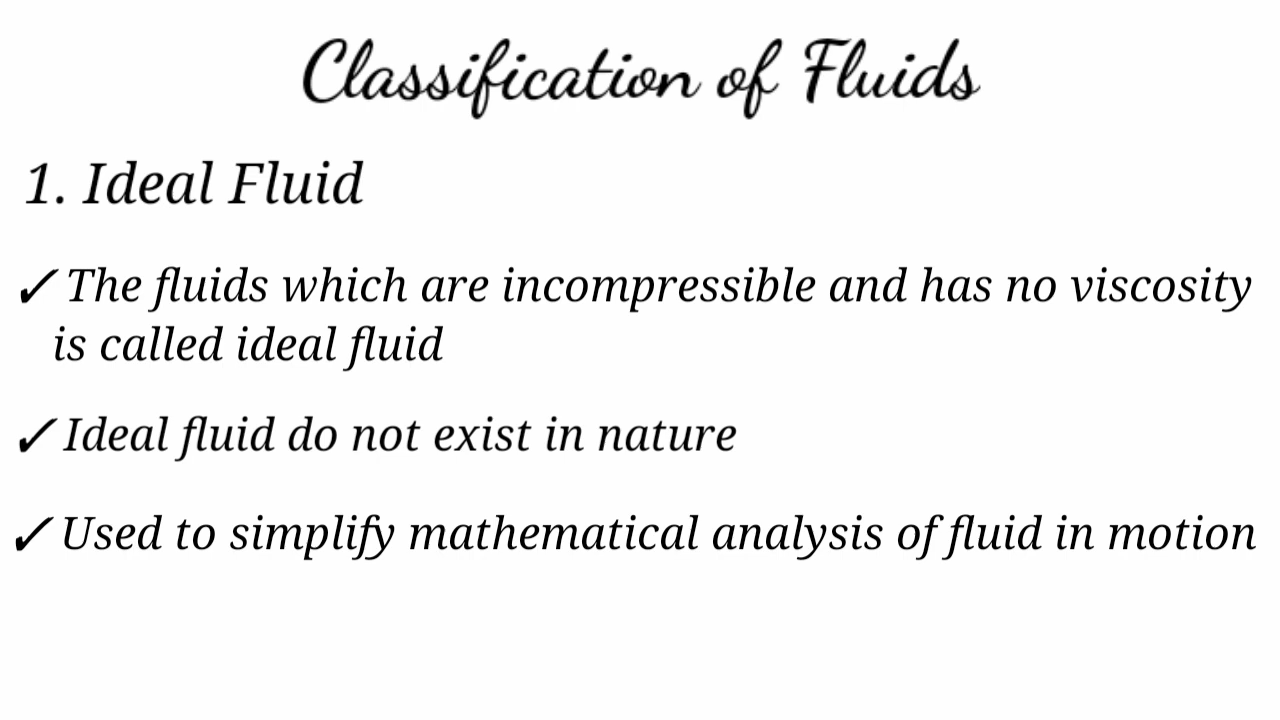 Classification of Fluids
1. Ideal Fluid
✓ The fluids which are incompressible and has no viscosity
is called ideal fluid
✓ Ideal fluid do not exist in nature
✓ Used to simplify mathematical analysis of fluid in motion